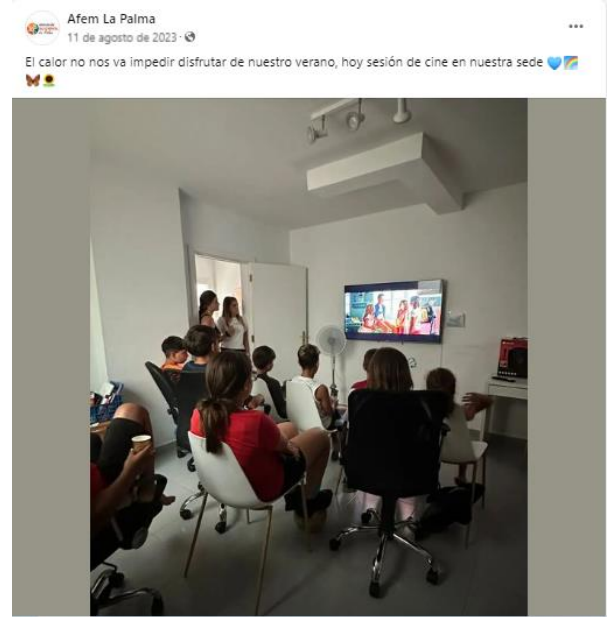 Afem La Palma
11 de agosto de 2023 ·
El calor no nos va impedir disfrutar de nuestro verano, hoy sesión de cine en nuestra sede 💙🌈
🦋🌻